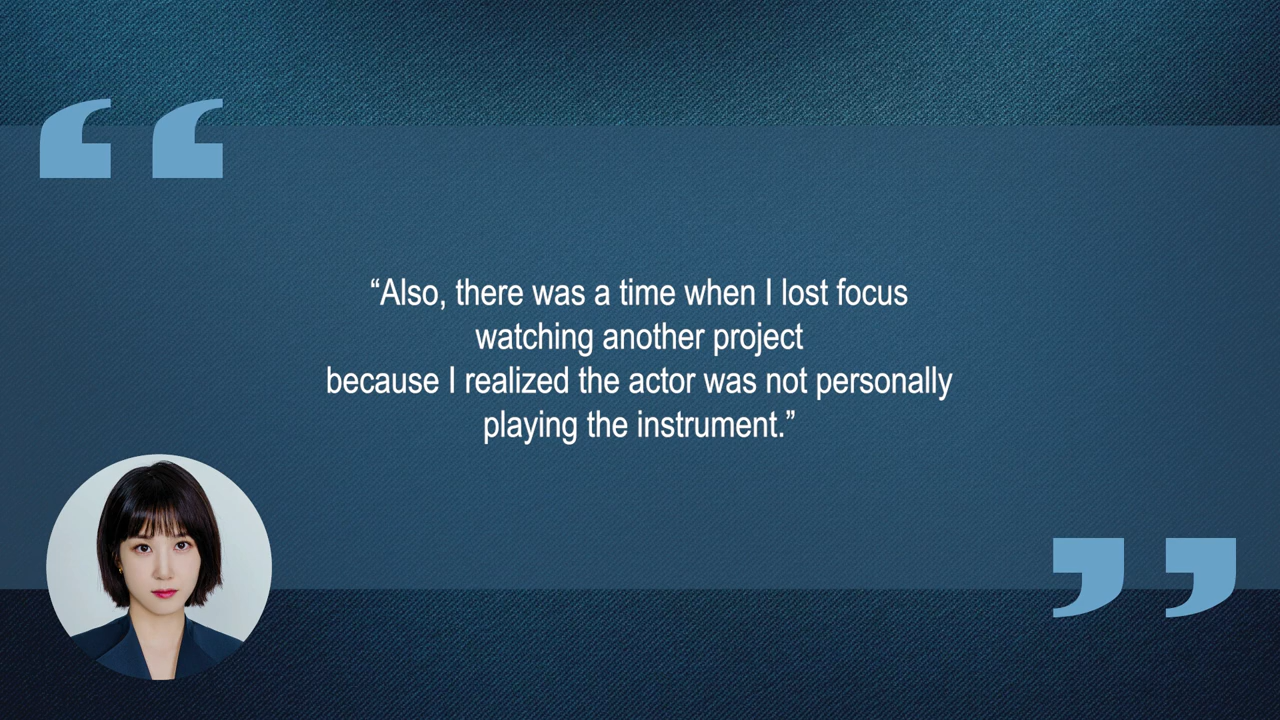 “Also, there was a time when I lost focus
watching another project
because I realized the actor was not personally
playing the instrument.”